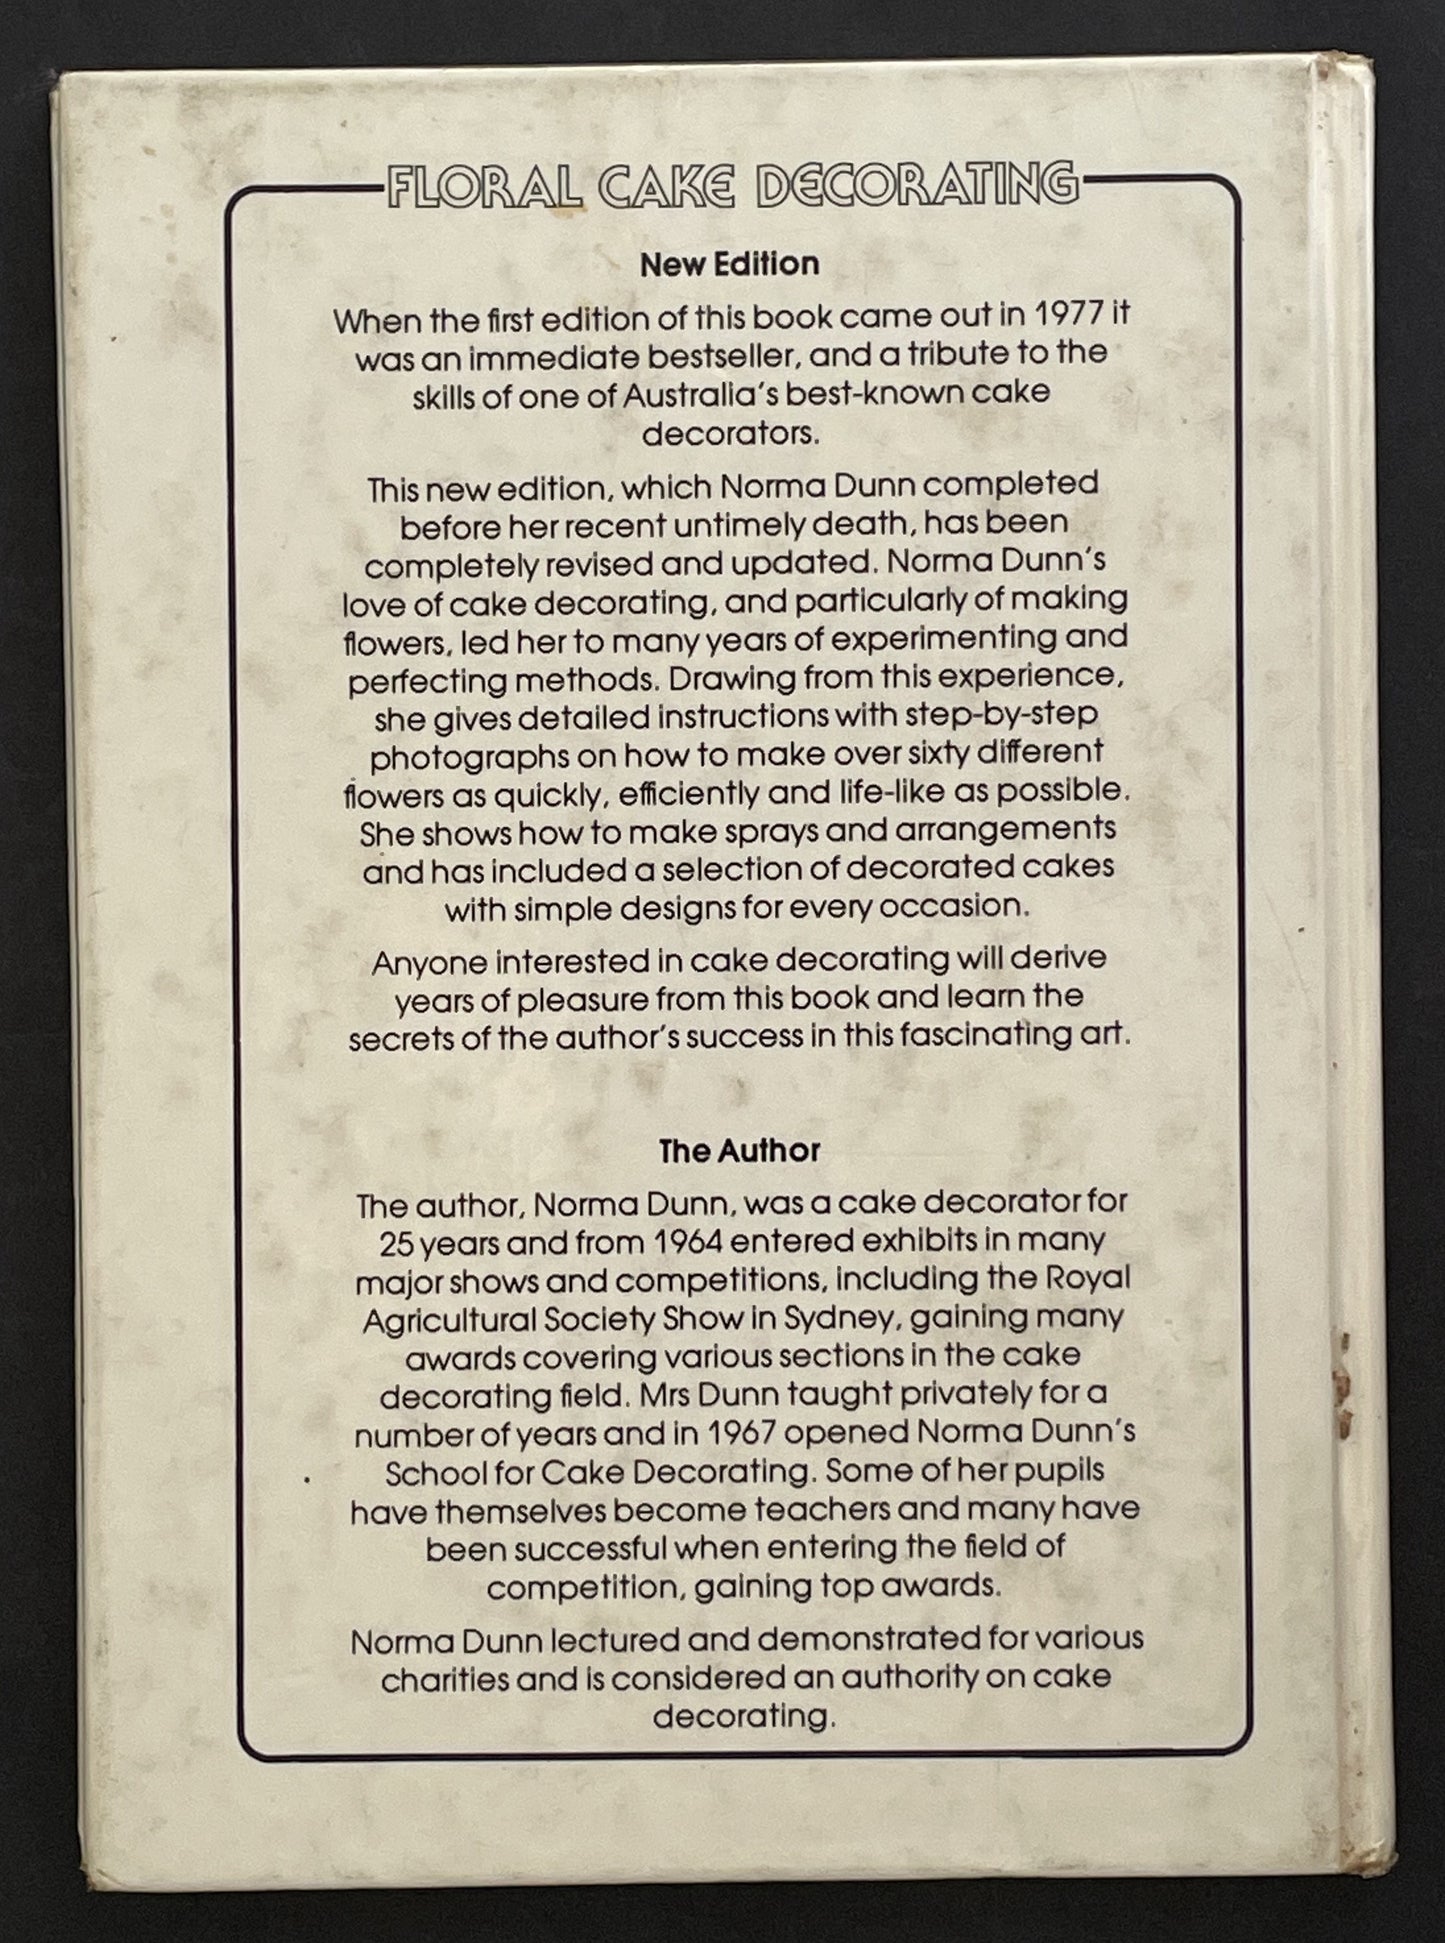 FLORAL CAKE DECORATING
New Edition
When the first edition of this book came out in 1977 it
was an immediate bestseller, and a tribute to the
skills of one of Australia's best-known cake
decorators.
This new edition, which Norma Dunn completed
before her recent untimely death, has been
completely revised and updated. Norma Dunn's
love of cake decorating, and particularly of making
flowers, led her to many years of experimenting and
perfecting methods. Drawing from this experience,
she gives detailed instructions with step-by-step
photographs on how to make over sixty different
flowers as quickly, efficiently and life-like as possible.
She shows how to make sprays and arrangements
and has included a selection of decorated cakes
with simple designs for every occasion.
Anyone interested in cake decorating will derive
years of pleasure from this book and learn the
secrets of the author's success in this fascinating art.
The Author
The author, Norma Dunn, was a cake decorator for
25 years and from 1964 entered exhibits in many
major shows and competitions, including the Royal
Agricultural Society Show in Sydney, gaining many
awards covering various sections in the cake
decorating field. Mrs Dunn taught privately for a
number of years and in 1967 opened Norma Dunn's
School for Cake Decorating. Some of her pupils
have themselves become teachers and many have
been successful when entering the field of
competition, gaining top awards.
Norma Dunn lectured and demonstrated for various
charities and is considered an authority on cake
decorating.